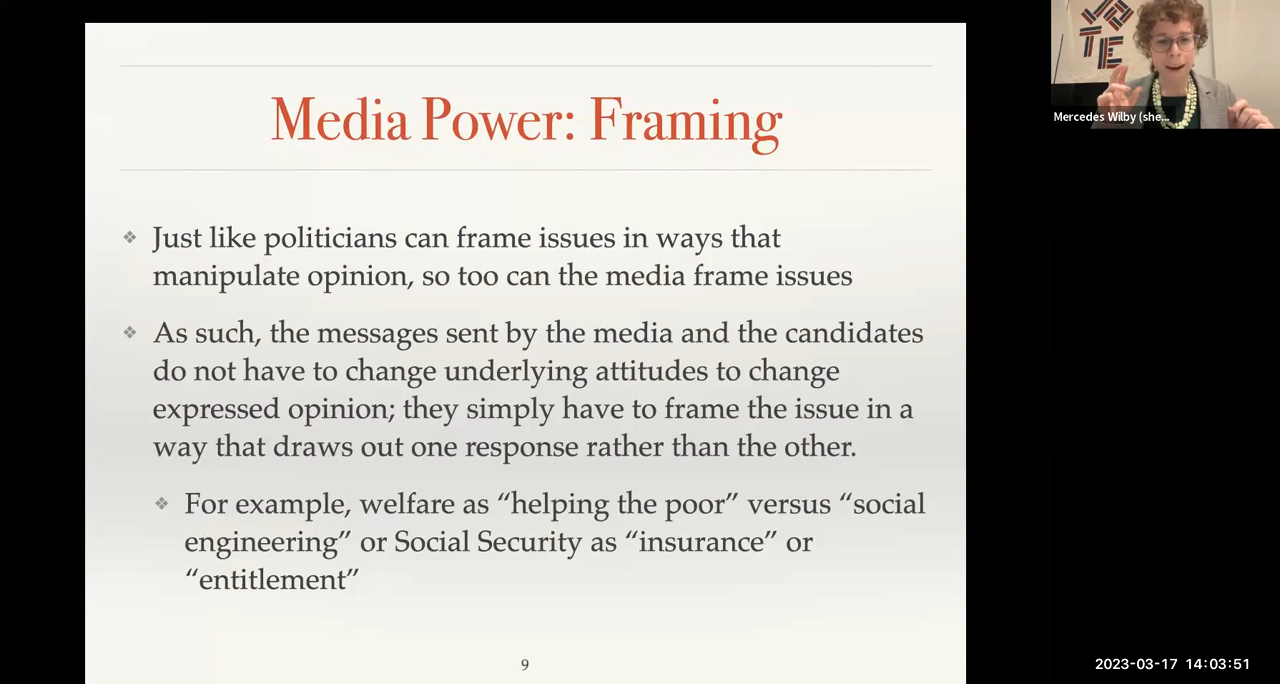 Media Power: Framing
Just like politicians can frame issues in ways that
manipulate opinion, so too can the media frame issues
As such, the messages sent by the media and the candidates
do not have to change underlying attitudes to change
expressed opinion; they simply have to frame the issue in a
way that draws out one response rather than the other.
For example, welfare as “helping the poor” versus “social
engineering” or Social Security as “insurance” or
“entitlement”
9
VOTE
Mercedes Wilby (she...
2023-03-17 14:03:51